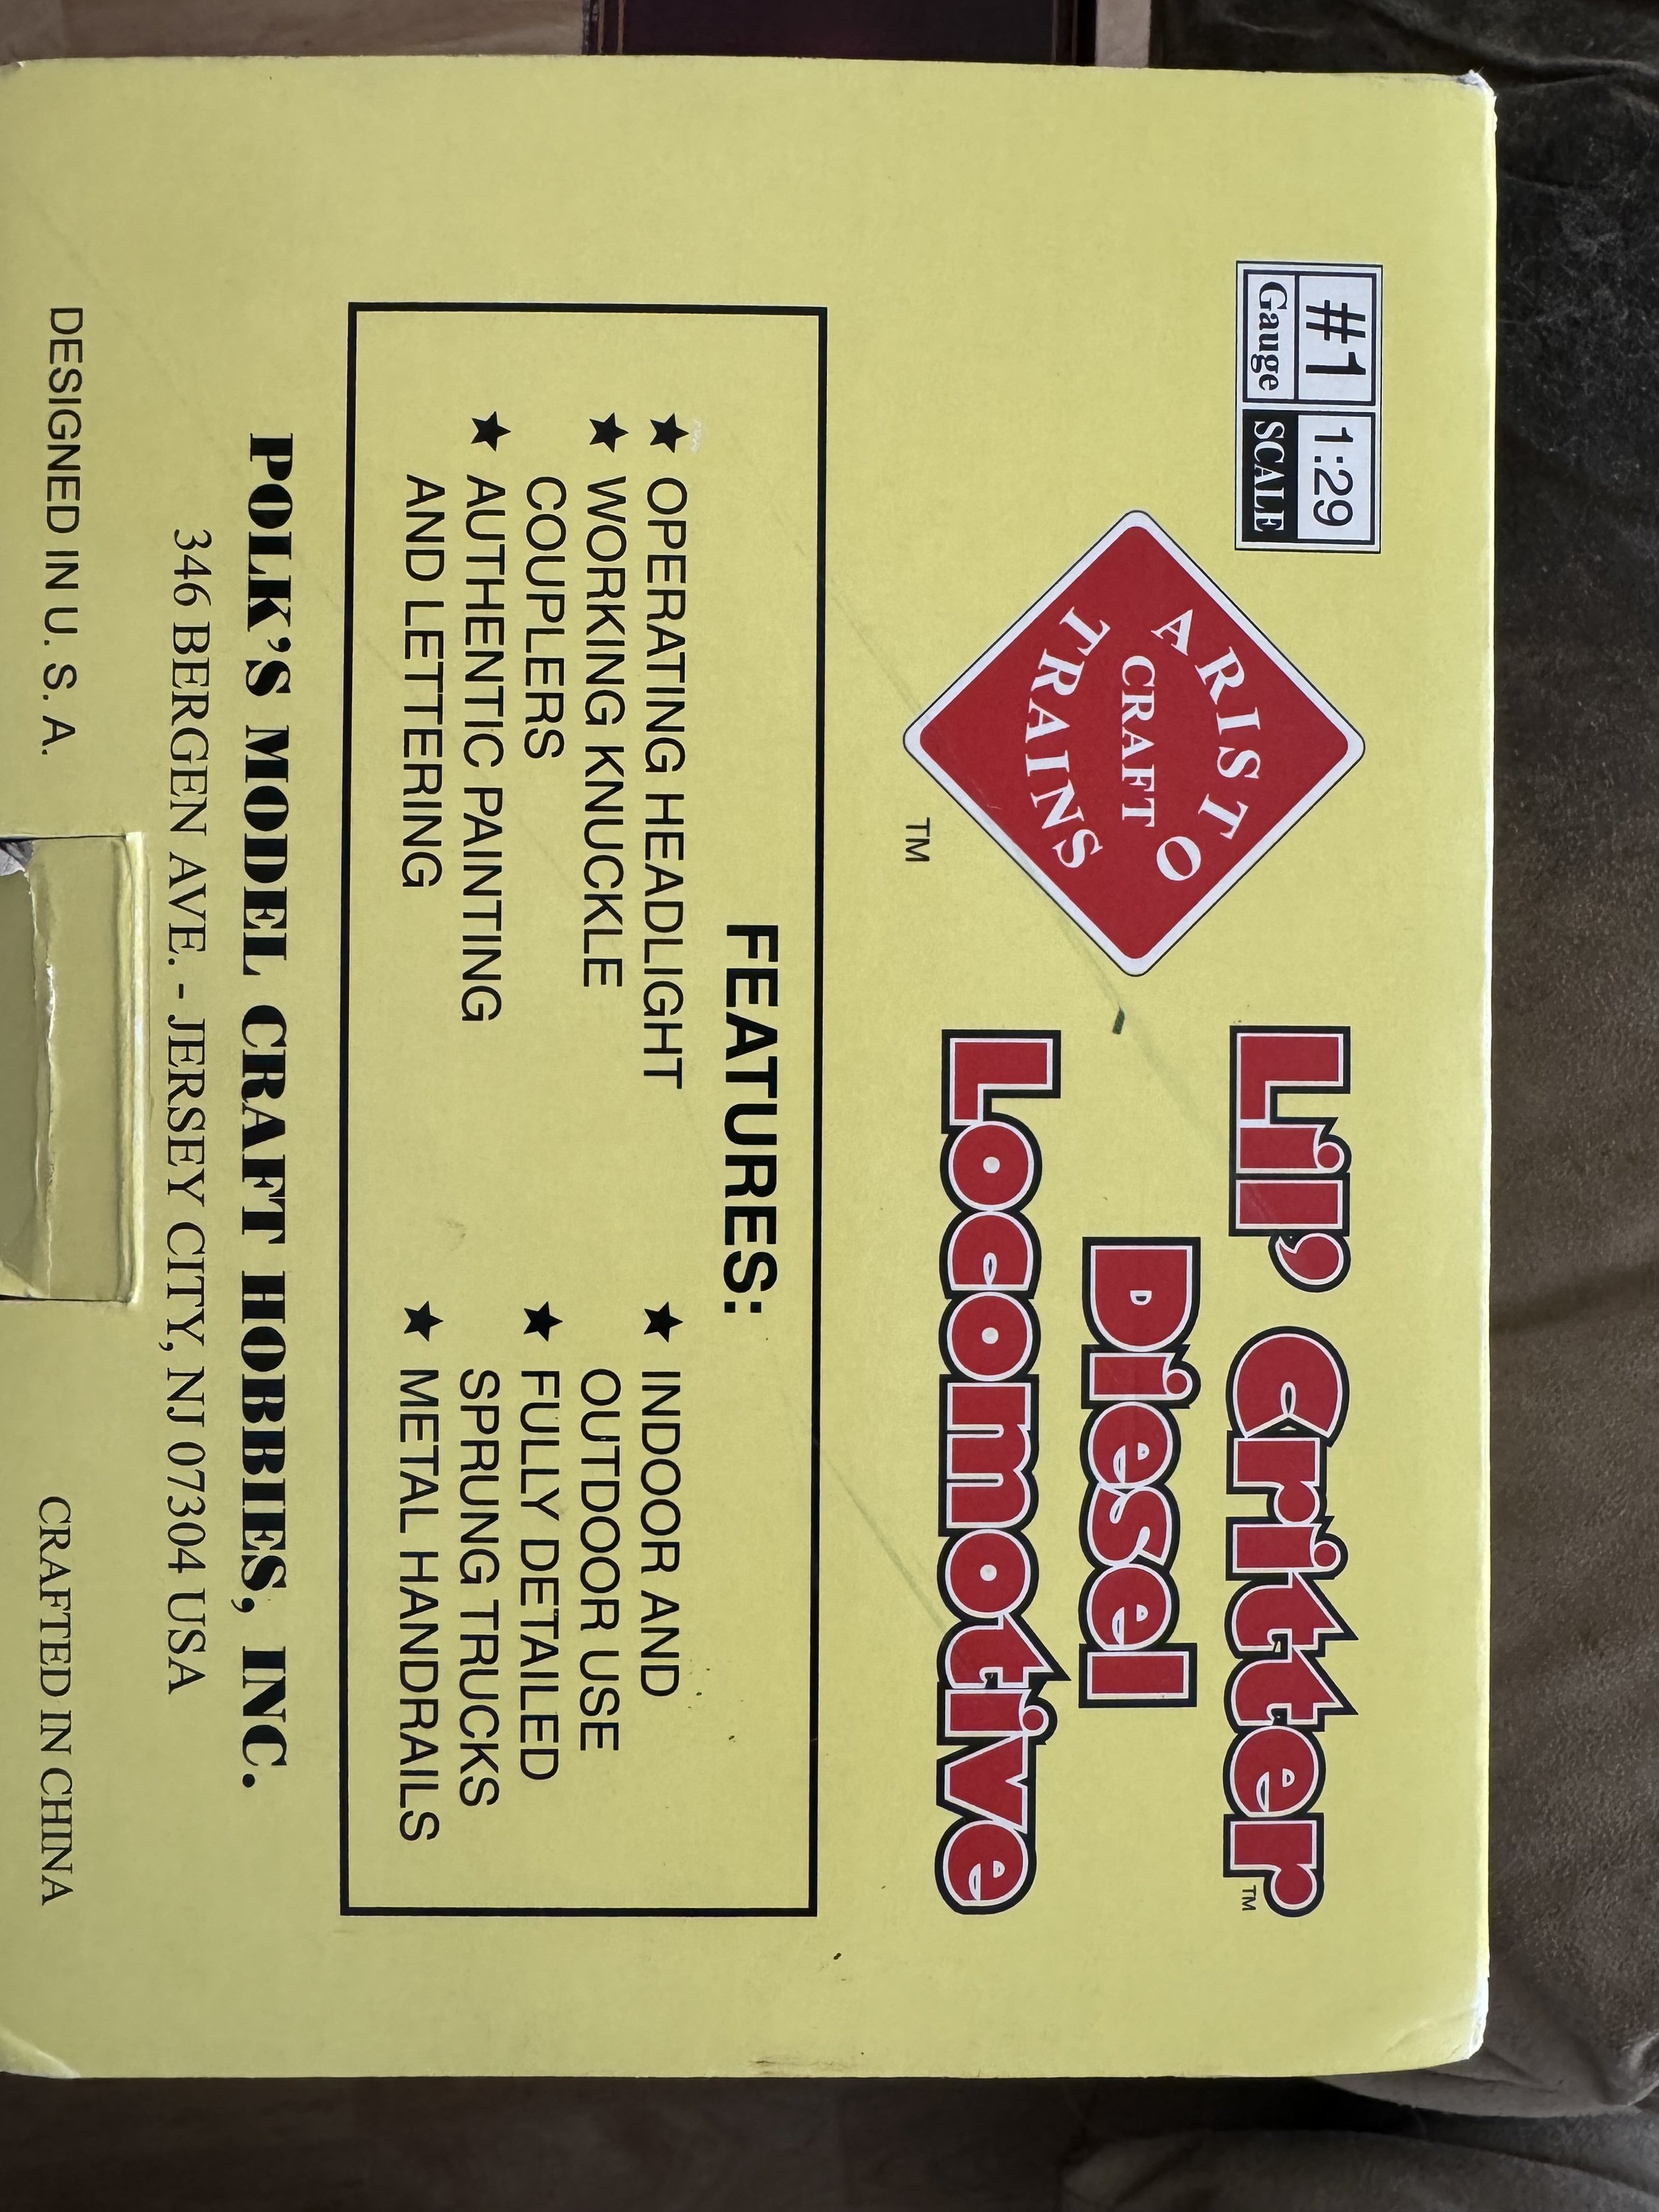 #1
Gauge
1:29
SCALE
ARISTO
CRAFT
TRAINS
TM
Lil' Critter™
Diesel
Locomotive
FEATURES:
★ OPERATING HEADLIGHT
★ WORKING KNUCKLE
COUPLERS
★ AUTHENTIC PAINTING
AND LETTERING
★ INDOOR AND
OUTDOOR USE
★ FULLY DETAILED
SPRUNG TRUCKS
★ METAL HANDRAILS
POLK'S MODEL CRAFT HOBBIES, INC.
346 BERGEN AVE. - JERSEY CITY, NJ 07304 USA
DESIGNED IN U. S. A.
CRAFTED IN CHINA